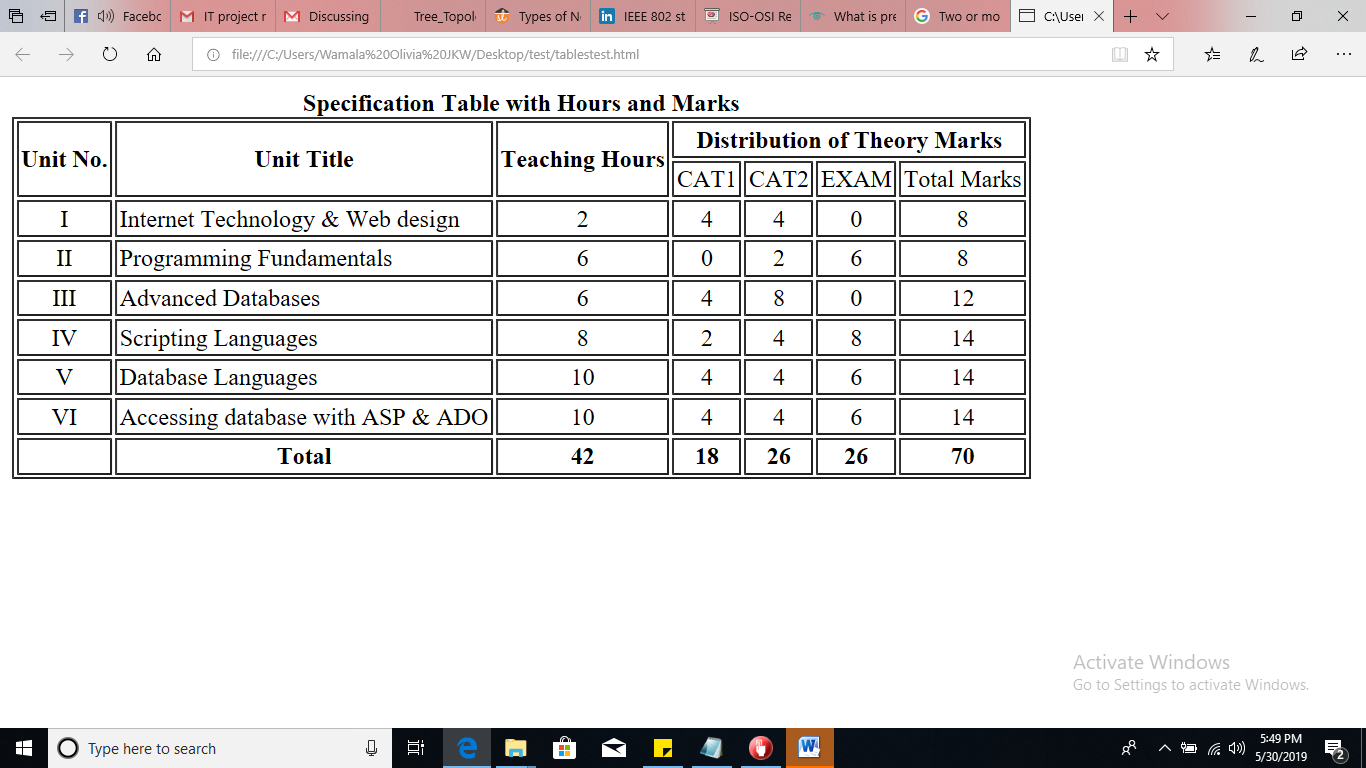 Facebc
IT project r
Discussing
Tree_Topol
Types of N
in IEEE 802 st
ISO-OSI Re
What is pre
G Two or mo
C:\User
file:///C:/Users/Wamala%20Olivia%20JKW/Desktop/test/tablestest.html
Specification Table with Hours and Marks
Unit No. Unit Title Teaching Hours Distribution of Theory Marks
CAT1 CAT2 EXAM Total Marks
I Internet Technology & Web design 2 4 4 0 8
II Programming Fundamentals 6 0 2 6 8
III Advanced Databases 6 4 8 0 12
IV Scripting Languages 8 2 4 8 14
V Database Languages 10 4 4 6 14
VI Accessing database with ASP & ADO 10 4 4 6 14
Total 42 18 26 26 70
Activate Windows
Go to Settings to activate Windows.
Type here to search
5:49 PM
5/30/2019
2